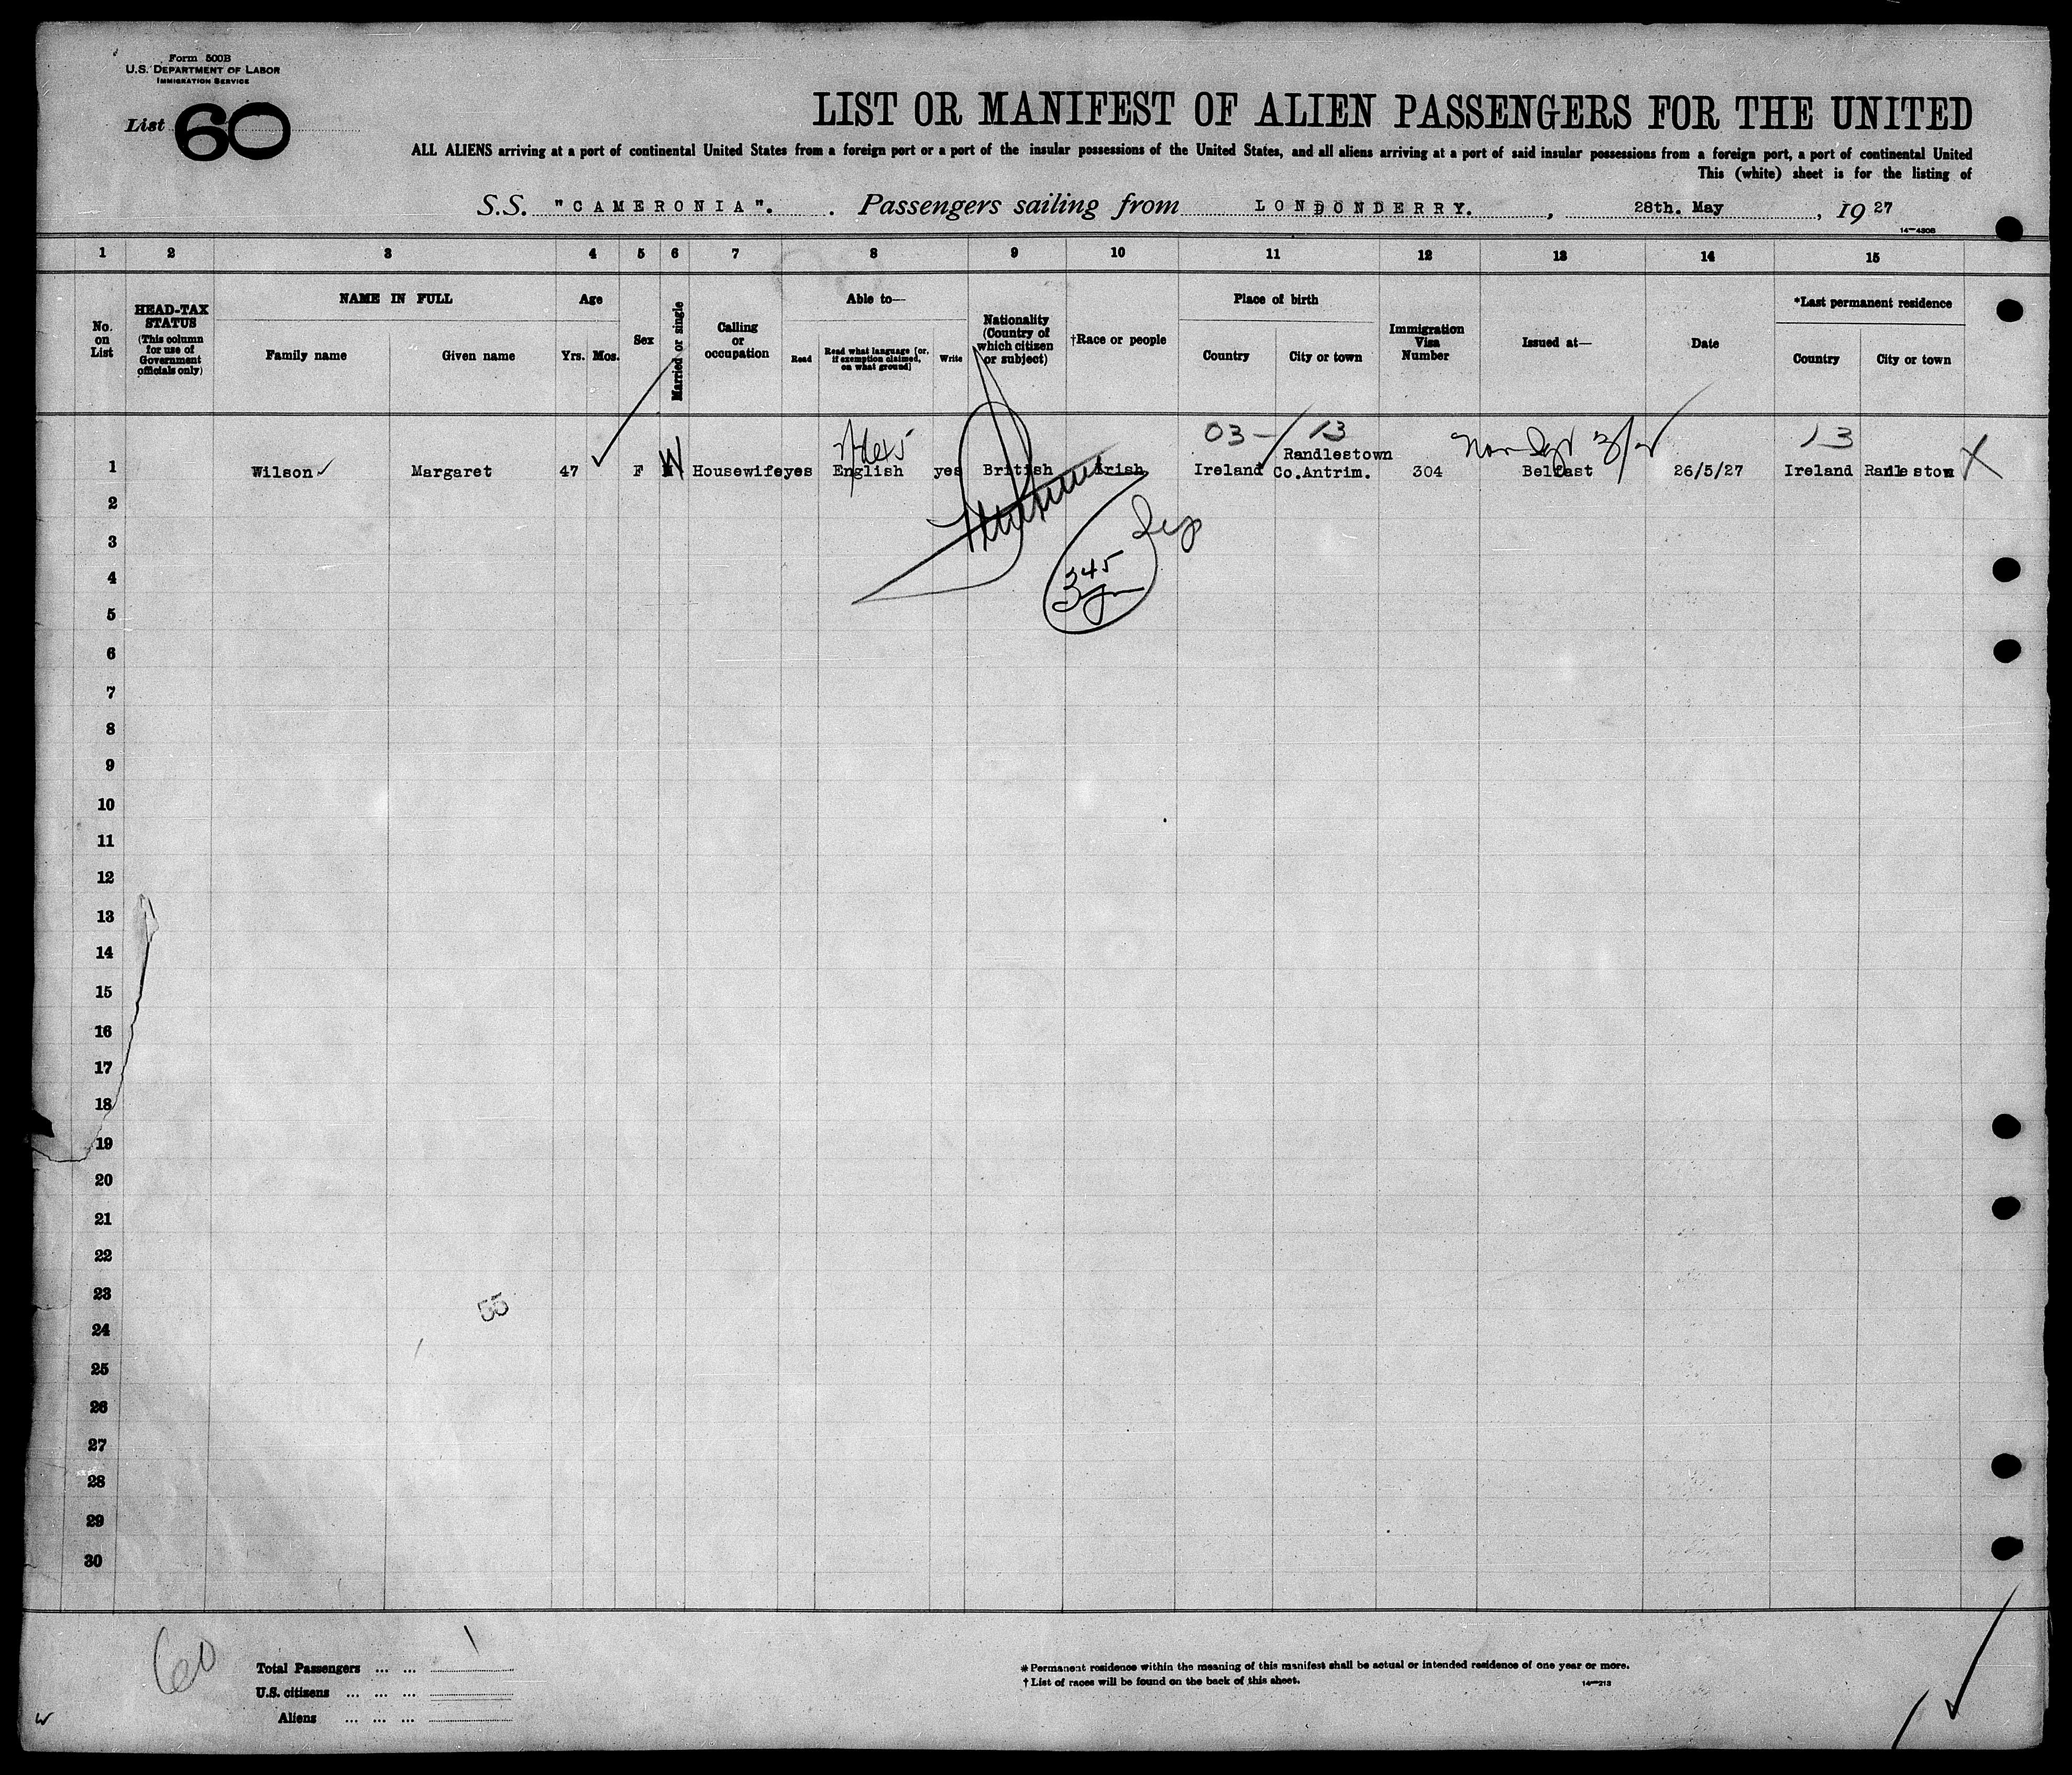 Form 500B
U.S. DEPARTMENT OF LABOR
IMMIGRATION SERVICE
List 60
LIST OR MANIFEST OF ALIEN PASSENGERS FOR THE UNITED
ALL ALIENS arriving at a port of continental United States from a foreign port or a port of the insular possessions of the United States, and all aliens arriving at a port of said insular possessions from a foreign port, a port of continental United
This (white) sheet is for the listing of
S.S. "CAMERONIA". . Passengers sailing from LONDONDERRY. , 28th. May , 19 27
14—4306
1 2 3 4 5 6 7 8 9 10 11 12 13 14 15
No. on List
HEAD-TAX STATUS (This column for use of Government officials only)
NAME IN FULL
Family name Given name
Age
Yrs. Mos.
Sex
Married or single
Calling or occupation
Able to—
Read
Read what language [or, if exemption claimed, on what ground]
Write
Nationality (Country of which citizen or subject)
†Race or people
Place of birth
Country City or town
Immigration Visa Number
Issued at—
Date
*Last permanent residence
Country City or town
03- 13 13
Randlestown
1 Wilson Margaret 47 F W Housewife yes English yes British Irish Ireland Co.Antrim. 304 Belfast 26/5/27 Ireland Randlestown X
2
3
345
4
5
6
7
8
9
10
11
12
13
14
15
16
17
18
19
20
21
22
23
55
24
25
26
27
28
29
30
60
Total Passengers ... ... 1
U.S. citizens ... ... ...
Aliens ... ... ...
* Permanent residence within the meaning of this manifest shall be actual or intended residence of one year or more.
† List of races will be found on the back of this sheet.
14—213
W